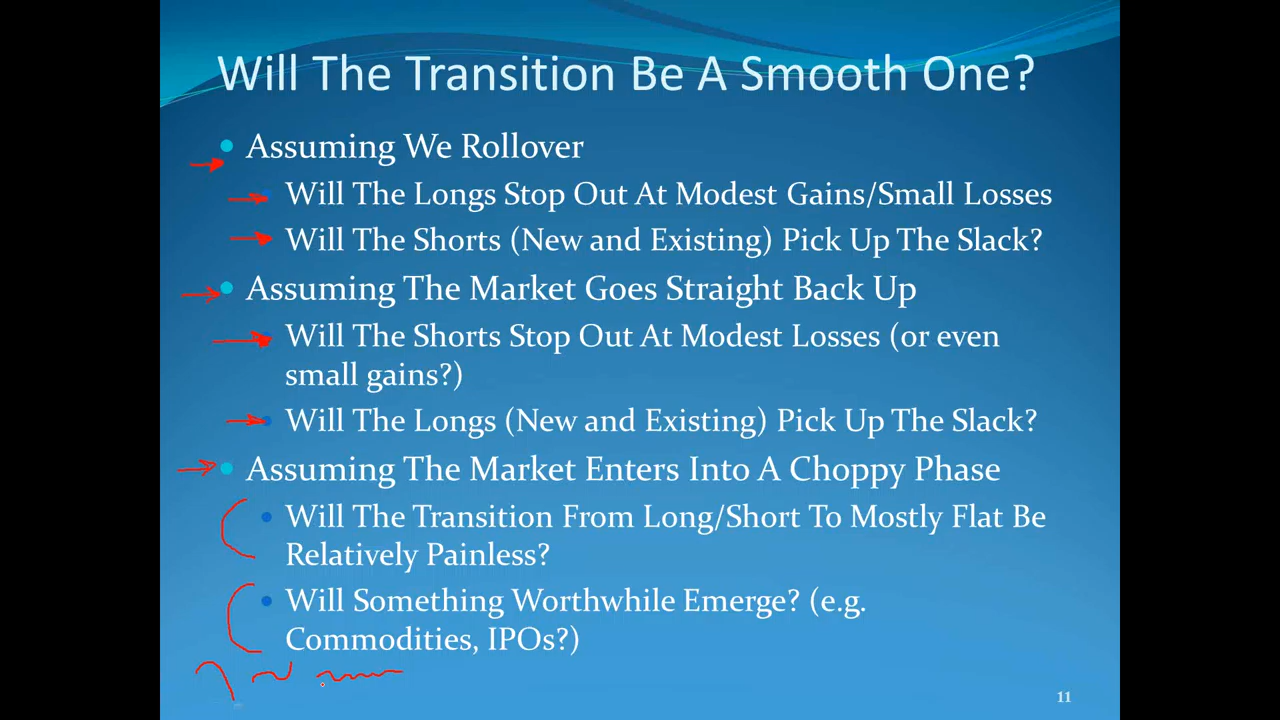 Will The Transition Be A Smooth One?
Assuming We Rollover
Will The Longs Stop Out At Modest Gains/Small Losses
Will The Shorts (New and Existing) Pick Up The Slack?
Assuming The Market Goes Straight Back Up
Will The Shorts Stop Out At Modest Losses (or even
small gains?)
Will The Longs (New and Existing) Pick Up The Slack?
Assuming The Market Enters Into A Choppy Phase
Will The Transition From Long/Short To Mostly Flat Be
Relatively Painless?
Will Something Worthwhile Emerge? (e.g.
Commodities, IPOs?)
11